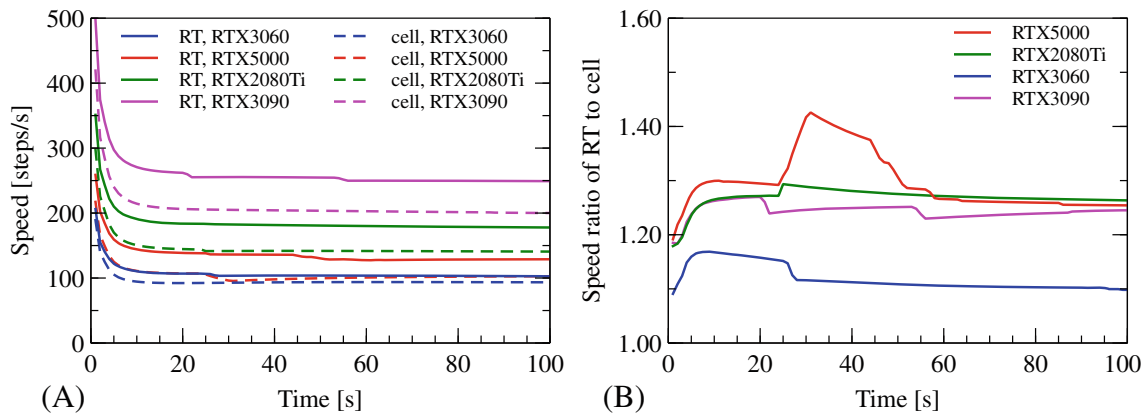 500
400
300
200
100
0
0
20
40
60
80
100
Speed [steps/s]
Time [s]
RT, RTX3060
RT, RTX5000
RT, RTX2080Ti
RT, RTX3090
cell, RTX3060
cell, RTX5000
cell, RTX2080Ti
cell, RTX3090
(A)
1.60
1.40
1.20
1.00
0
20
40
60
80
100
Speed ratio of RT to cell
Time [s]
RTX5000
RTX2080Ti
RTX3060
RTX3090
(B)